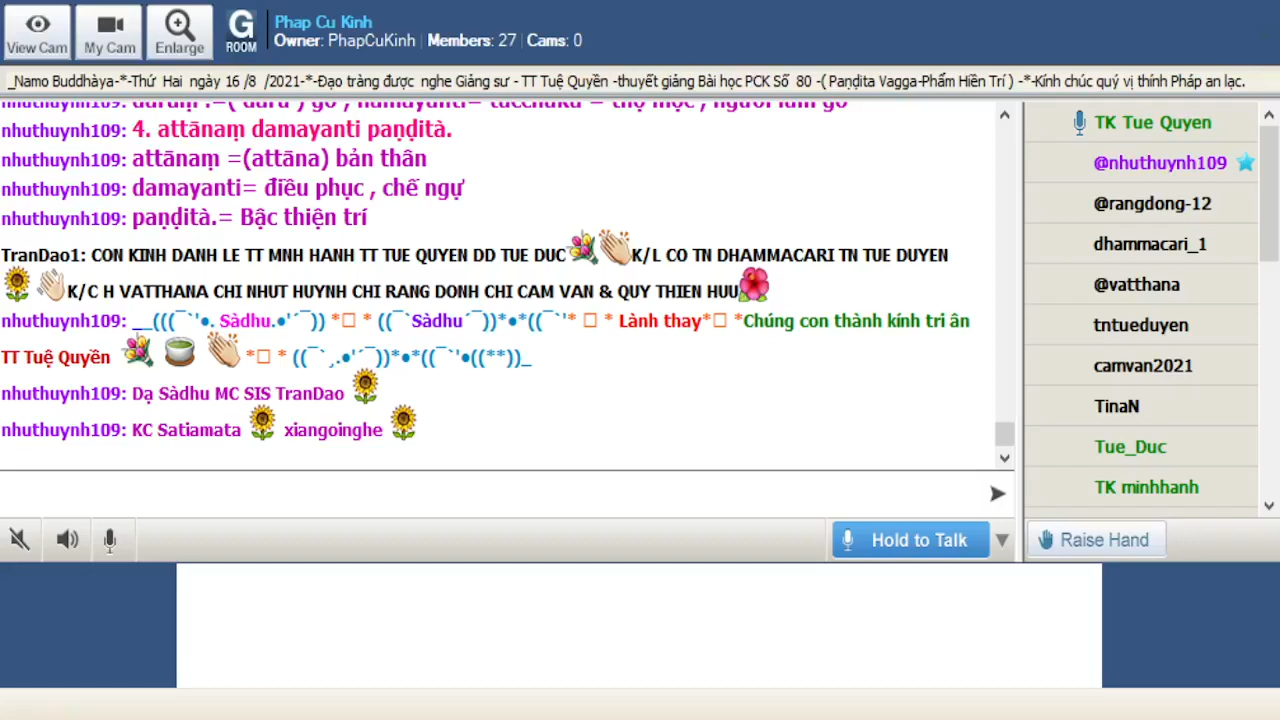 View Cam
My Cam
Enlarge
G
ROOM
Phap Cu Kinh
Owner: PhapCuKinh | Members: 27 | Cams: 0
_Namo Buddhàya-*-Thứ Hai ngày 16 /8 /2021-*-Đạo tràng được nghe Giảng sư - TT Tuệ Quyền -thuyết giảng Bài học PCK Số 80 -( Paṇḍita Vagga-Phẩm Hiền Trí ) -*-Kính chúc quý vị thính Pháp an lạc.
nhuthuynh109: 4. attānaṃ damayanti paṇḍità.
nhuthuynh109: attānaṃ =(attāna) bản thân
nhuthuynh109: damayanti= điều phục , chế ngự
nhuthuynh109: paṇḍità.= Bậc thiện trí
TranDao1: CON KINH DANH LE TT MNH HANH TT TUE QUYEN DD TUE DUC K/L CO TN DHAMMACARI TN TUE DUYEN
K/C H VATTHANA CHI NHUT HUYNH CHI RANG DONH CHI CAM VAN & QUY THIEN HUU
nhuthuynh109: __(((¯`'•. Sàdhu.•'´¯)) *□ * ((¯`Sàdhu´¯))*•*((¯`'* □ * Lành thay*□ *Chúng con thành kính tri ân
TT Tuệ Quyền *□ * ((¯`¸.•'´¯))*•*((¯`'•((**))_
nhuthuynh109: Dạ Sàdhu MC SIS TranDao
nhuthuynh109: KC Satiamata xiangoinghe
TK Tue Quyen
@nhuthuynh109
@rangdong-12
dhammacari_1
@vatthana
tntueduyen
camvan2021
TinaN
Tue_Duc
TK minhhanh
Hold to Talk
Raise Hand